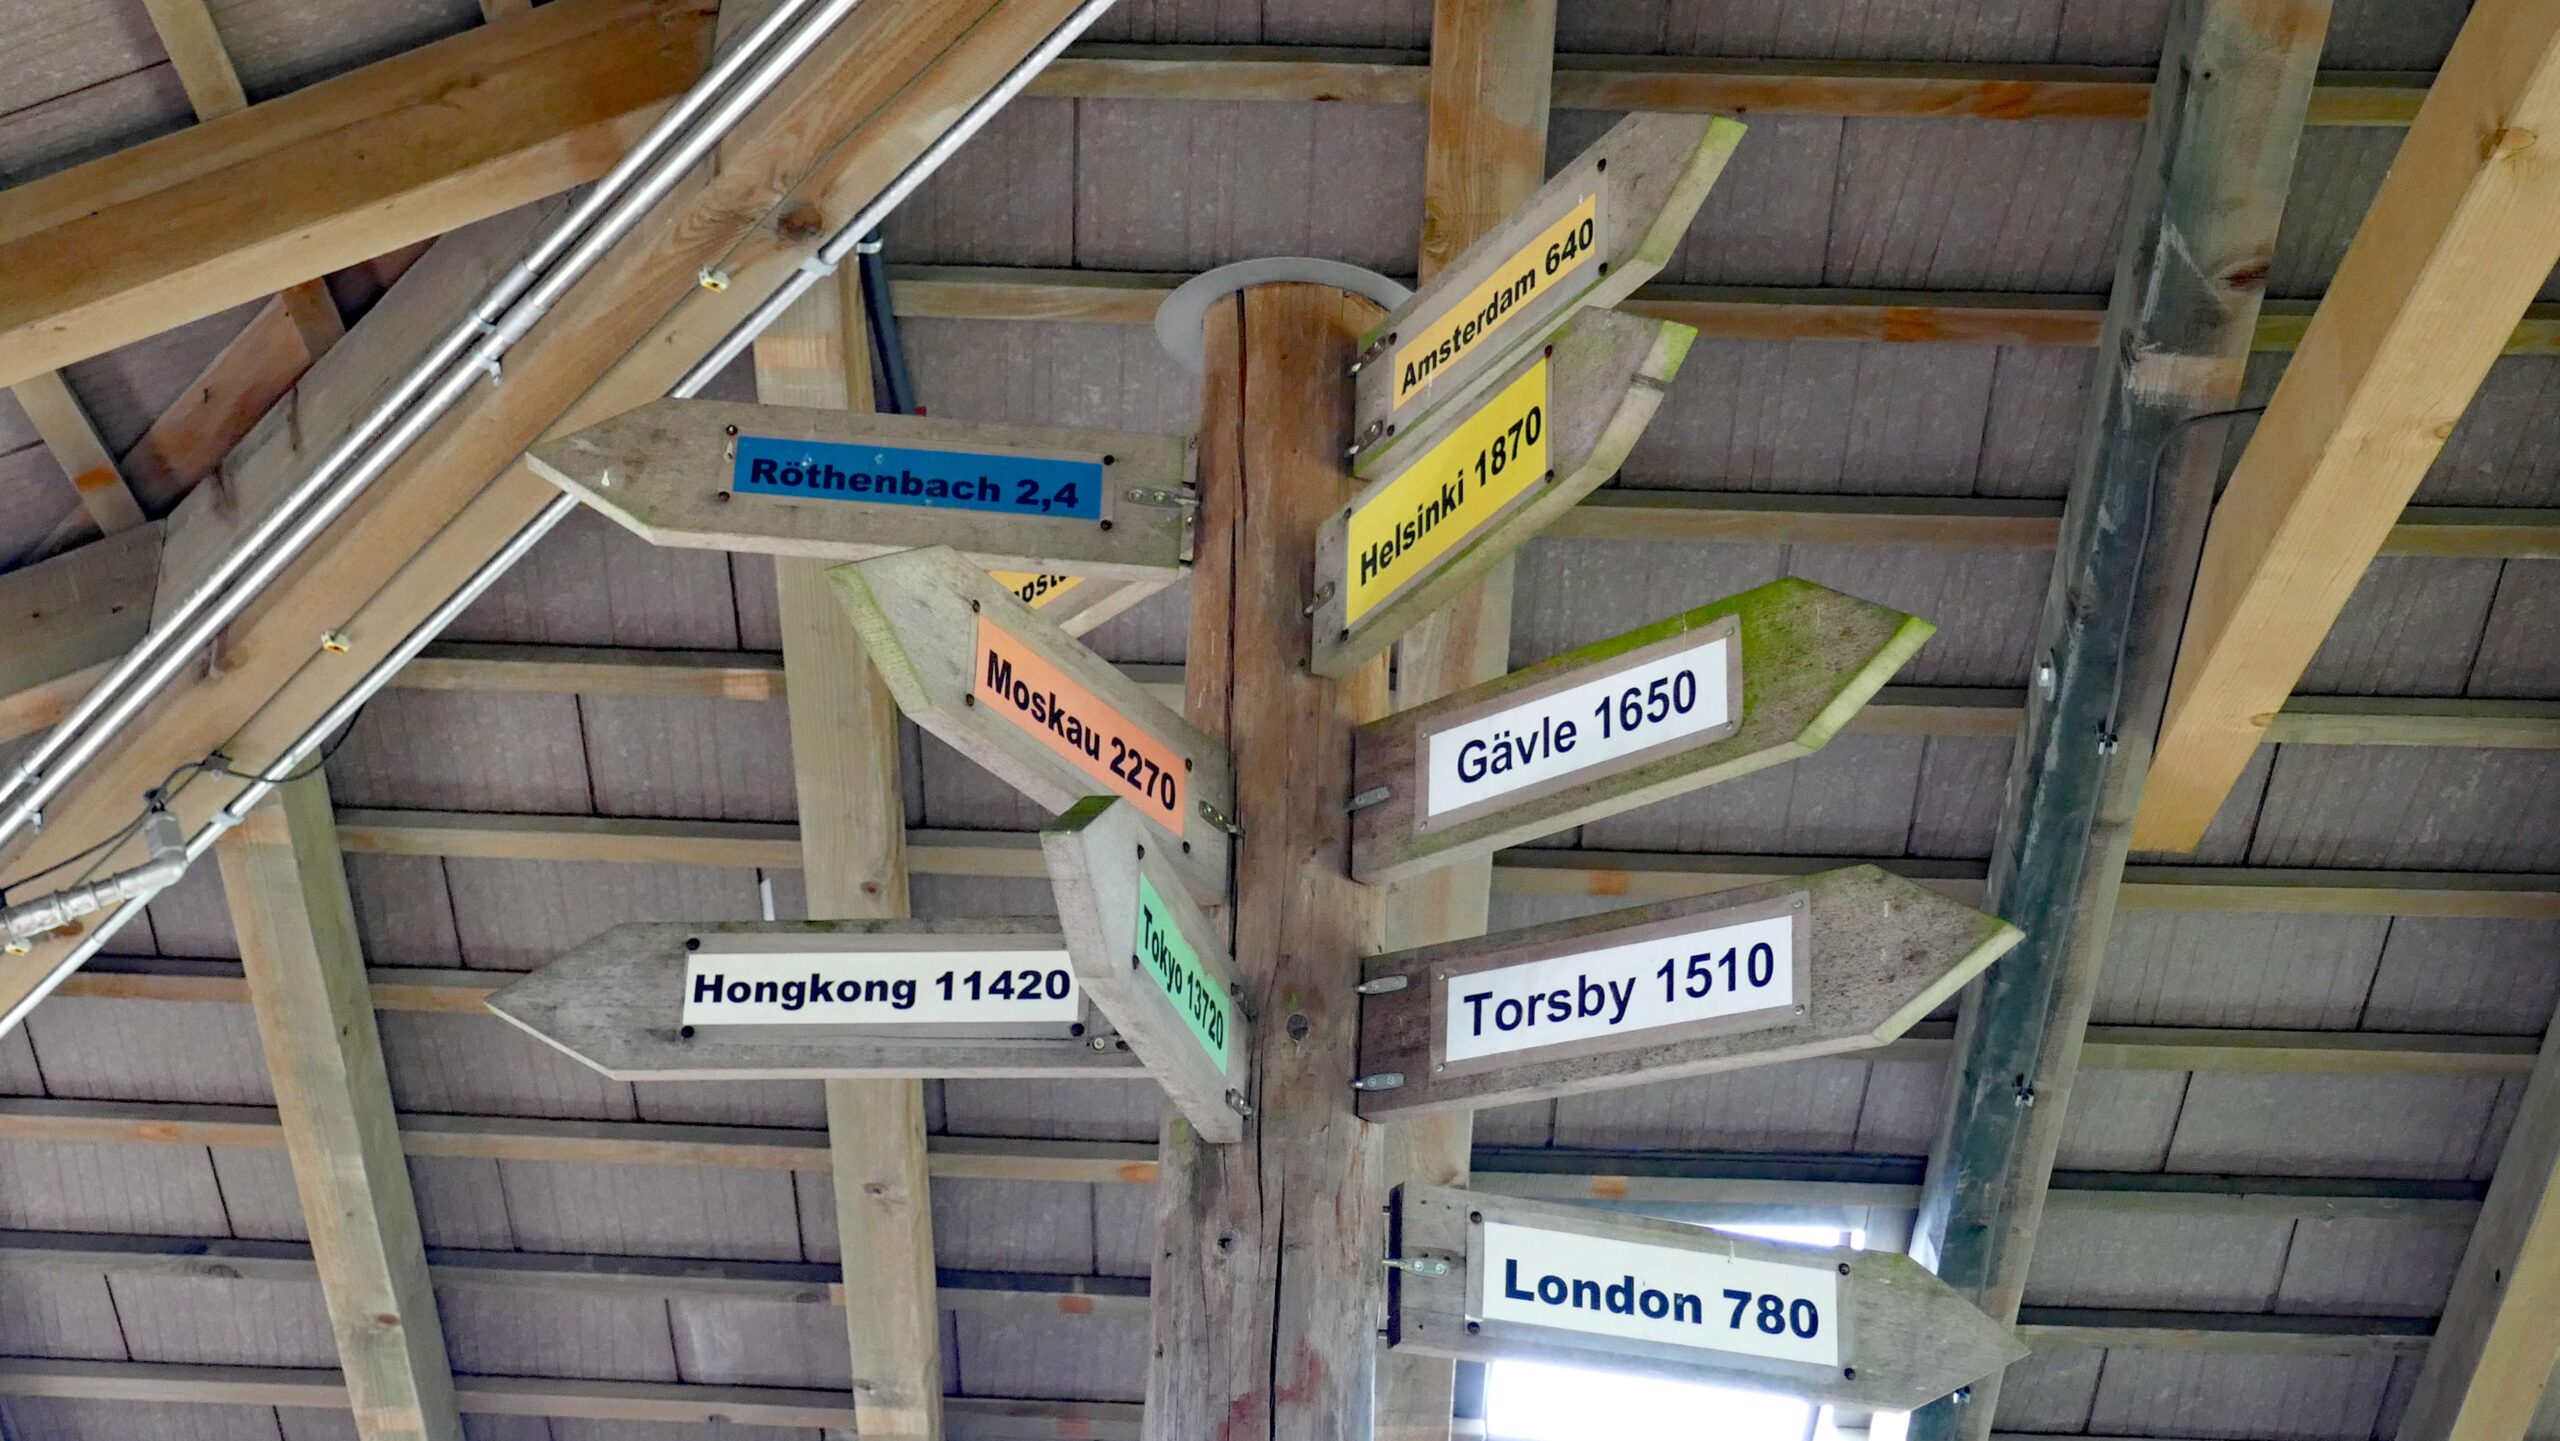 Amsterdam 640
Helsinki 1870
Röthenbach 2,4
Moskau 2270
Gävle 1650
Tokyo 13720
Hongkong 11420
Torsby 1510
London 780